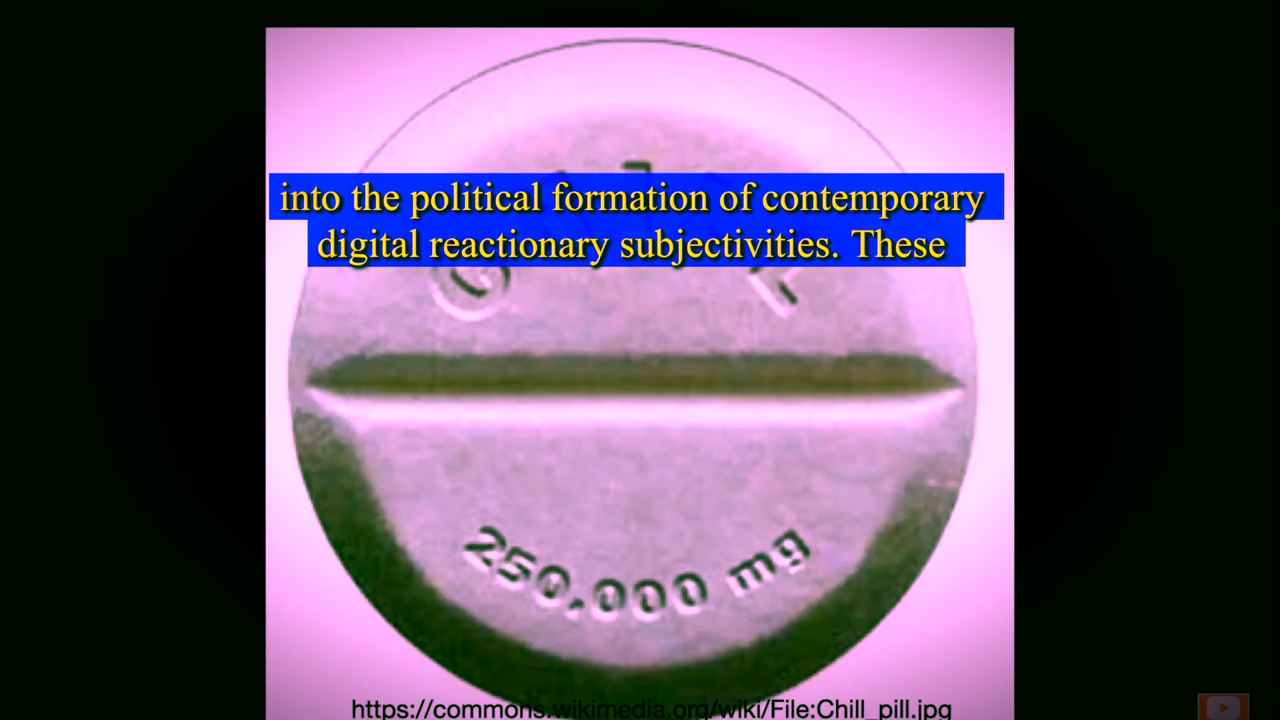 into the political formation of contemporary
digital reactionary subjectivities. These
250,000 mg
https://commons.wikimedia.org/wiki/File:Chill_pill.jpg